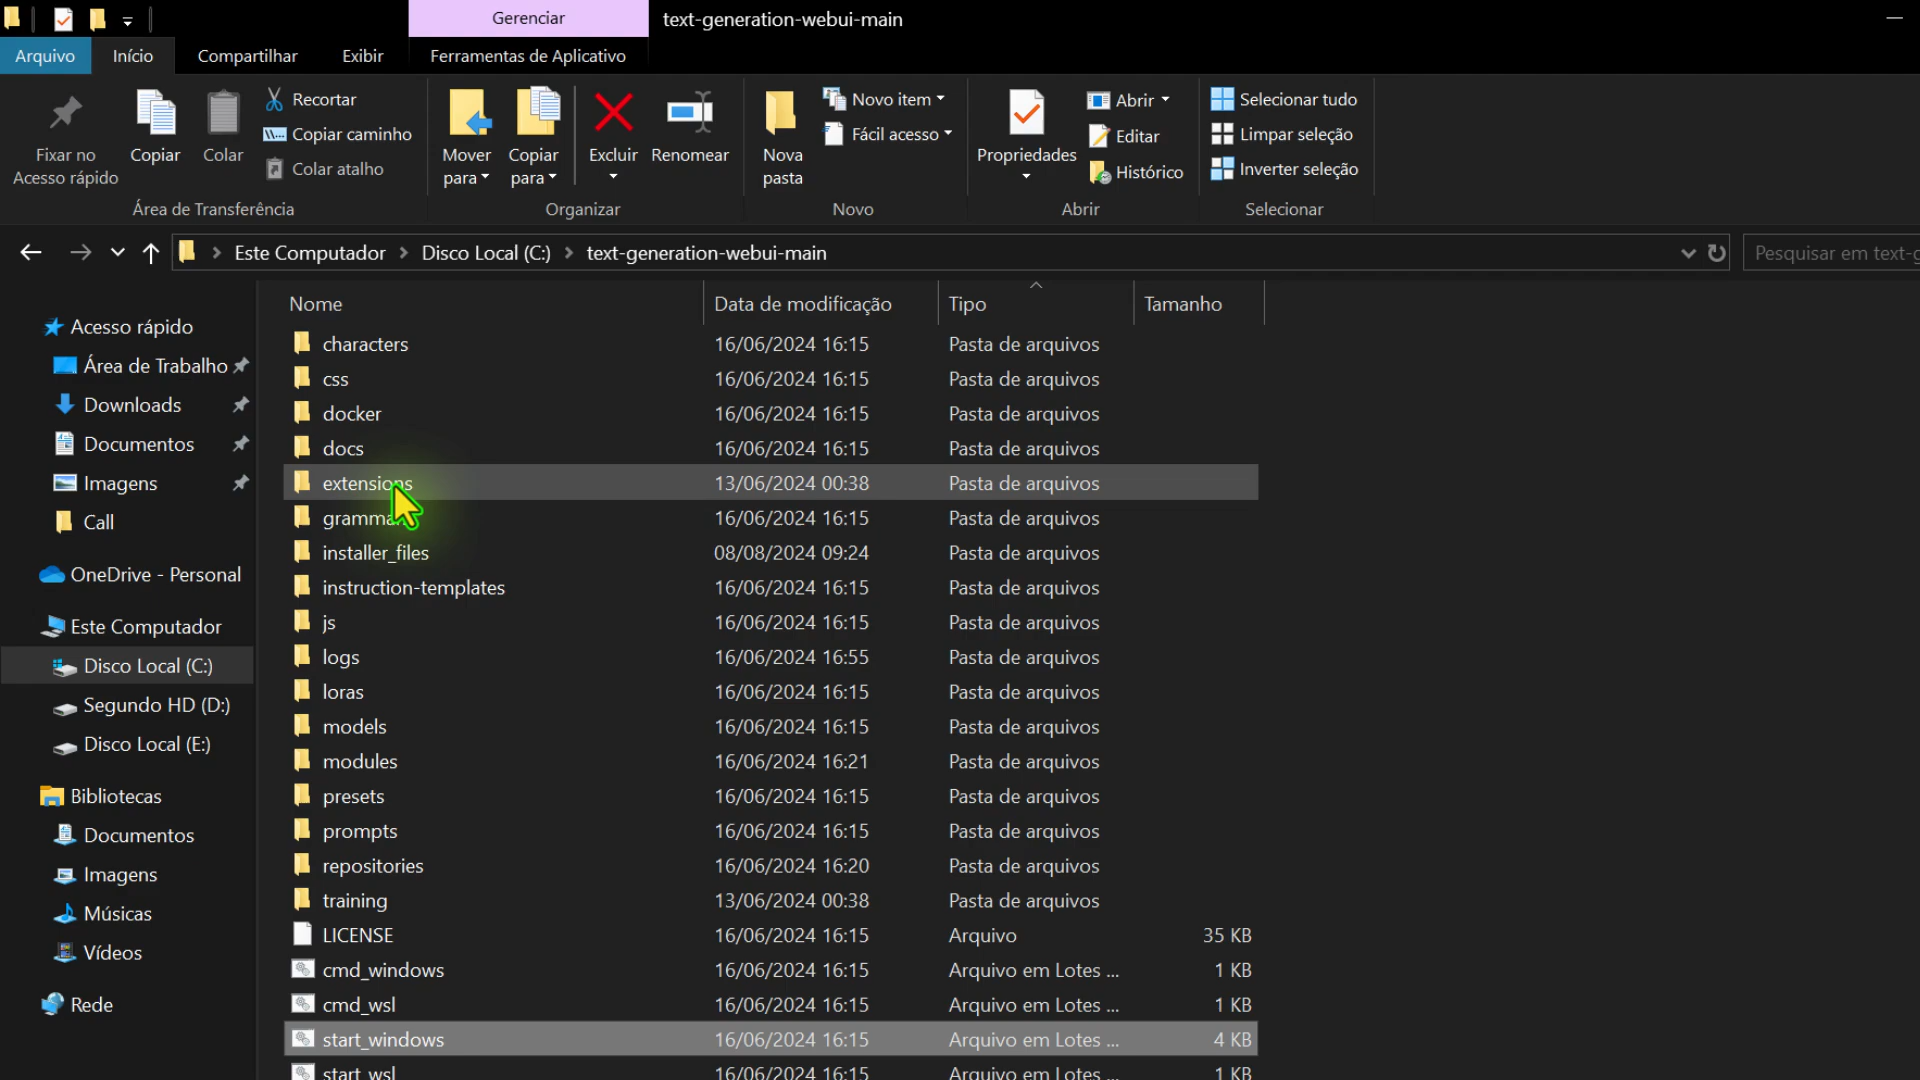 Gerenciar
text-generation-webui-main
Arquivo
Início
Compartilhar
Exibir
Ferramentas de Aplicativo
Fixar no
Acesso rápido
Copiar
Colar
Recortar
Copiar caminho
Colar atalho
Área de Transferência
Mover
para
Copiar
para
Excluir
Renomear
Organizar
Nova
pasta
Novo item
Fácil acesso
Novo
Propriedades
Abrir
Editar
Histórico
Abrir
Selecionar tudo
Limpar seleção
Inverter seleção
Selecionar
Este Computador
Disco Local (C:)
text-generation-webui-main
Pesquisar em text-g
Acesso rápido
Área de Trabalho
Downloads
Documentos
Imagens
Call
OneDrive - Personal
Este Computador
Disco Local (C:)
Segundo HD (D:)
Disco Local (E:)
Bibliotecas
Documentos
Imagens
Músicas
Vídeos
Rede
Nome Data de modificação Tipo Tamanho
characters 16/06/2024 16:15 Pasta de arquivos
css 16/06/2024 16:15 Pasta de arquivos
docker 16/06/2024 16:15 Pasta de arquivos
docs 16/06/2024 16:15 Pasta de arquivos
extensions 13/06/2024 00:38 Pasta de arquivos
16/06/2024 16:15 Pasta de arquivos
installer_files 08/08/2024 09:24 Pasta de arquivos
instruction-templates 16/06/2024 16:15 Pasta de arquivos
js 16/06/2024 16:15 Pasta de arquivos
logs 16/06/2024 16:55 Pasta de arquivos
loras 16/06/2024 16:15 Pasta de arquivos
models 16/06/2024 16:15 Pasta de arquivos
modules 16/06/2024 16:21 Pasta de arquivos
presets 16/06/2024 16:15 Pasta de arquivos
prompts 16/06/2024 16:15 Pasta de arquivos
repositories 16/06/2024 16:20 Pasta de arquivos
training 13/06/2024 00:38 Pasta de arquivos
LICENSE 16/06/2024 16:15 Arquivo 35 KB
cmd_windows 16/06/2024 16:15 Arquivo em Lotes ... 1 KB
cmd_wsl 16/06/2024 16:15 Arquivo em Lotes ... 1 KB
start_windows 16/06/2024 16:15 Arquivo em Lotes ... 4 KB
start_wsl 16/06/2024 16:15 Arquivo em Lotes ... 1 KB